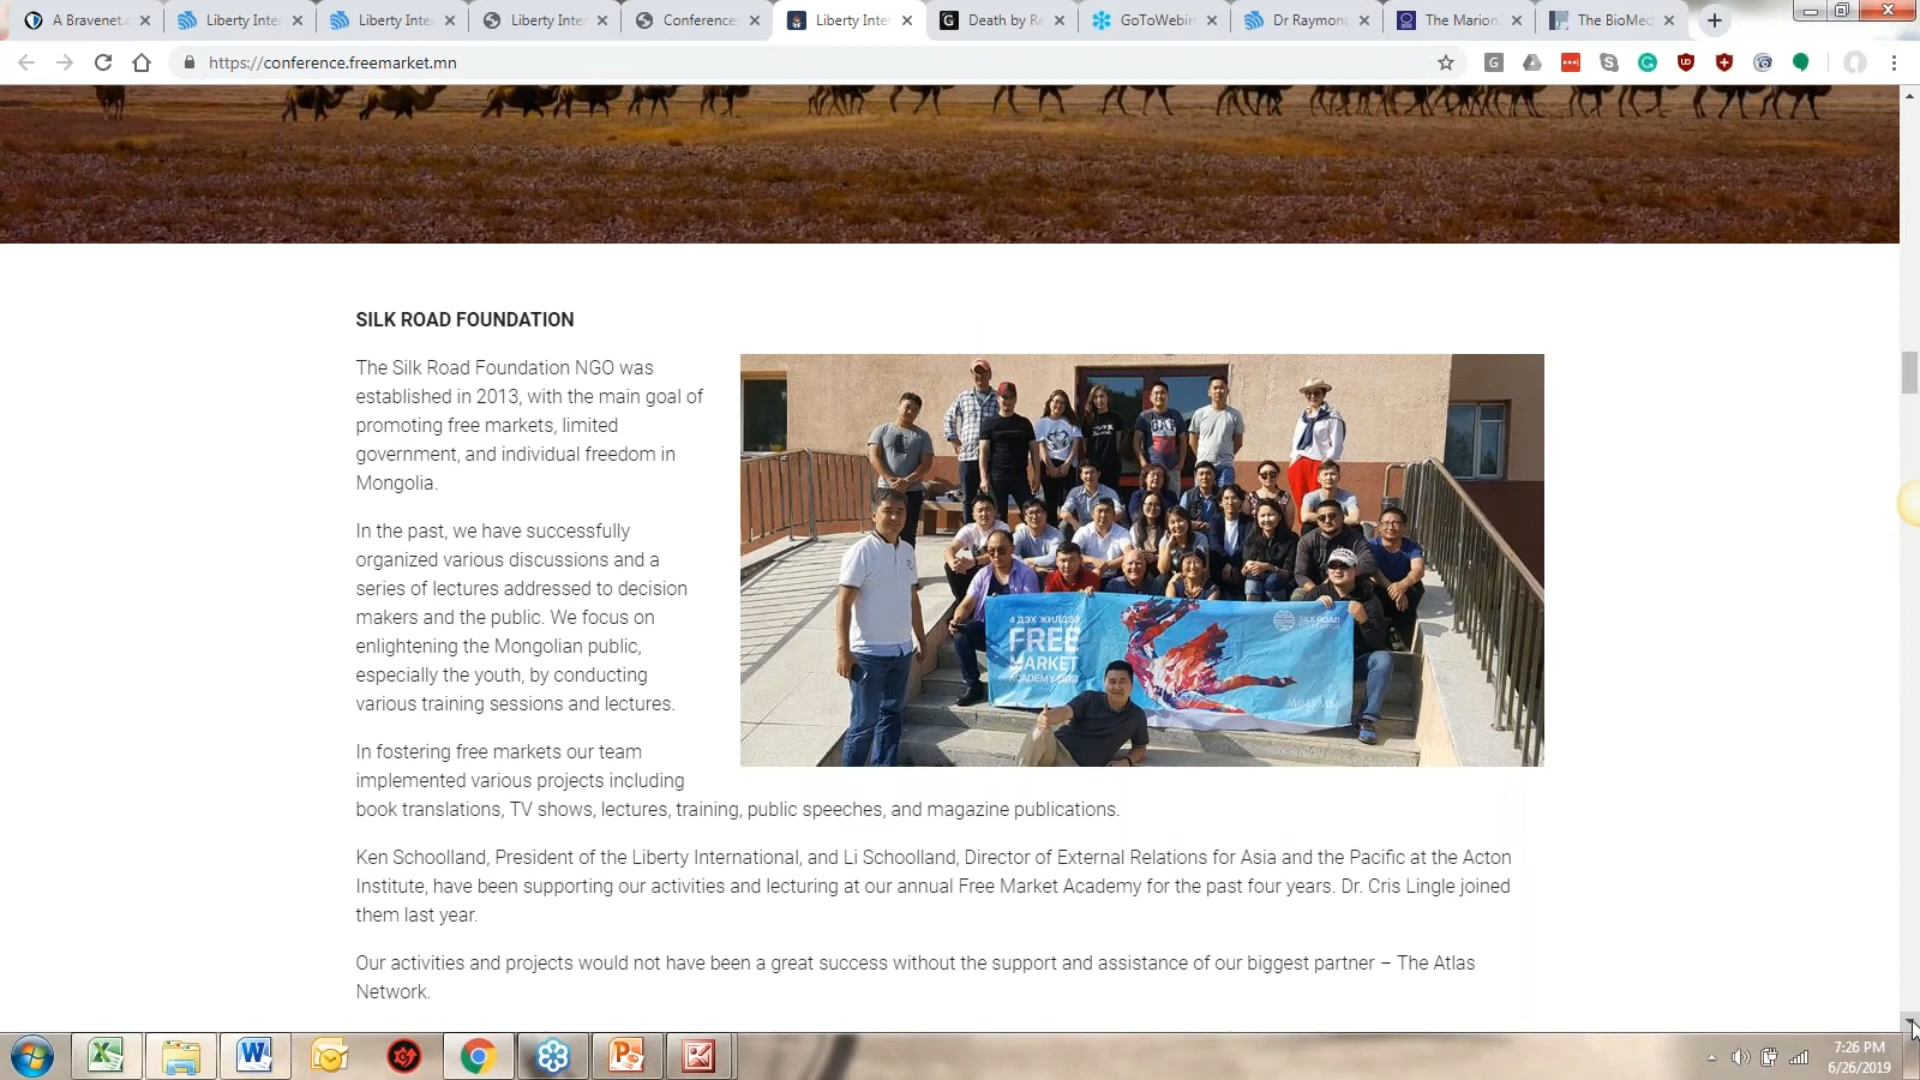 A Bravenet.c
Liberty Inte
Liberty Inte
Liberty Inte
Conference
Liberty Inte
Death by R
GoToWebin
Dr Raymon
The Marion
The BioMed
https://conference.freemarket.mn
SILK ROAD FOUNDATION
The Silk Road Foundation NGO was
established in 2013, with the main goal of
promoting free markets, limited
government, and individual freedom in
Mongolia.
In the past, we have successfully
organized various discussions and a
series of lectures addressed to decision
makers and the public. We focus on
enlightening the Mongolian public,
especially the youth, by conducting
various training sessions and lectures.
4 ДЭХ ЖИЛДЭЭ
FREE
MARKET
ACADEMY
SILK ROAD
In fostering free markets our team
implemented various projects including
book translations, TV shows, lectures, training, public speeches, and magazine publications.
Ken Schoolland, President of the Liberty International, and Li Schoolland, Director of External Relations for Asia and the Pacific at the Acton
Institute, have been supporting our activities and lecturing at our annual Free Market Academy for the past four years. Dr. Cris Lingle joined
them last year.
Our activities and projects would not have been a great success without the support and assistance of our biggest partner – The Atlas
Network.
7:26 PM
6/26/2019